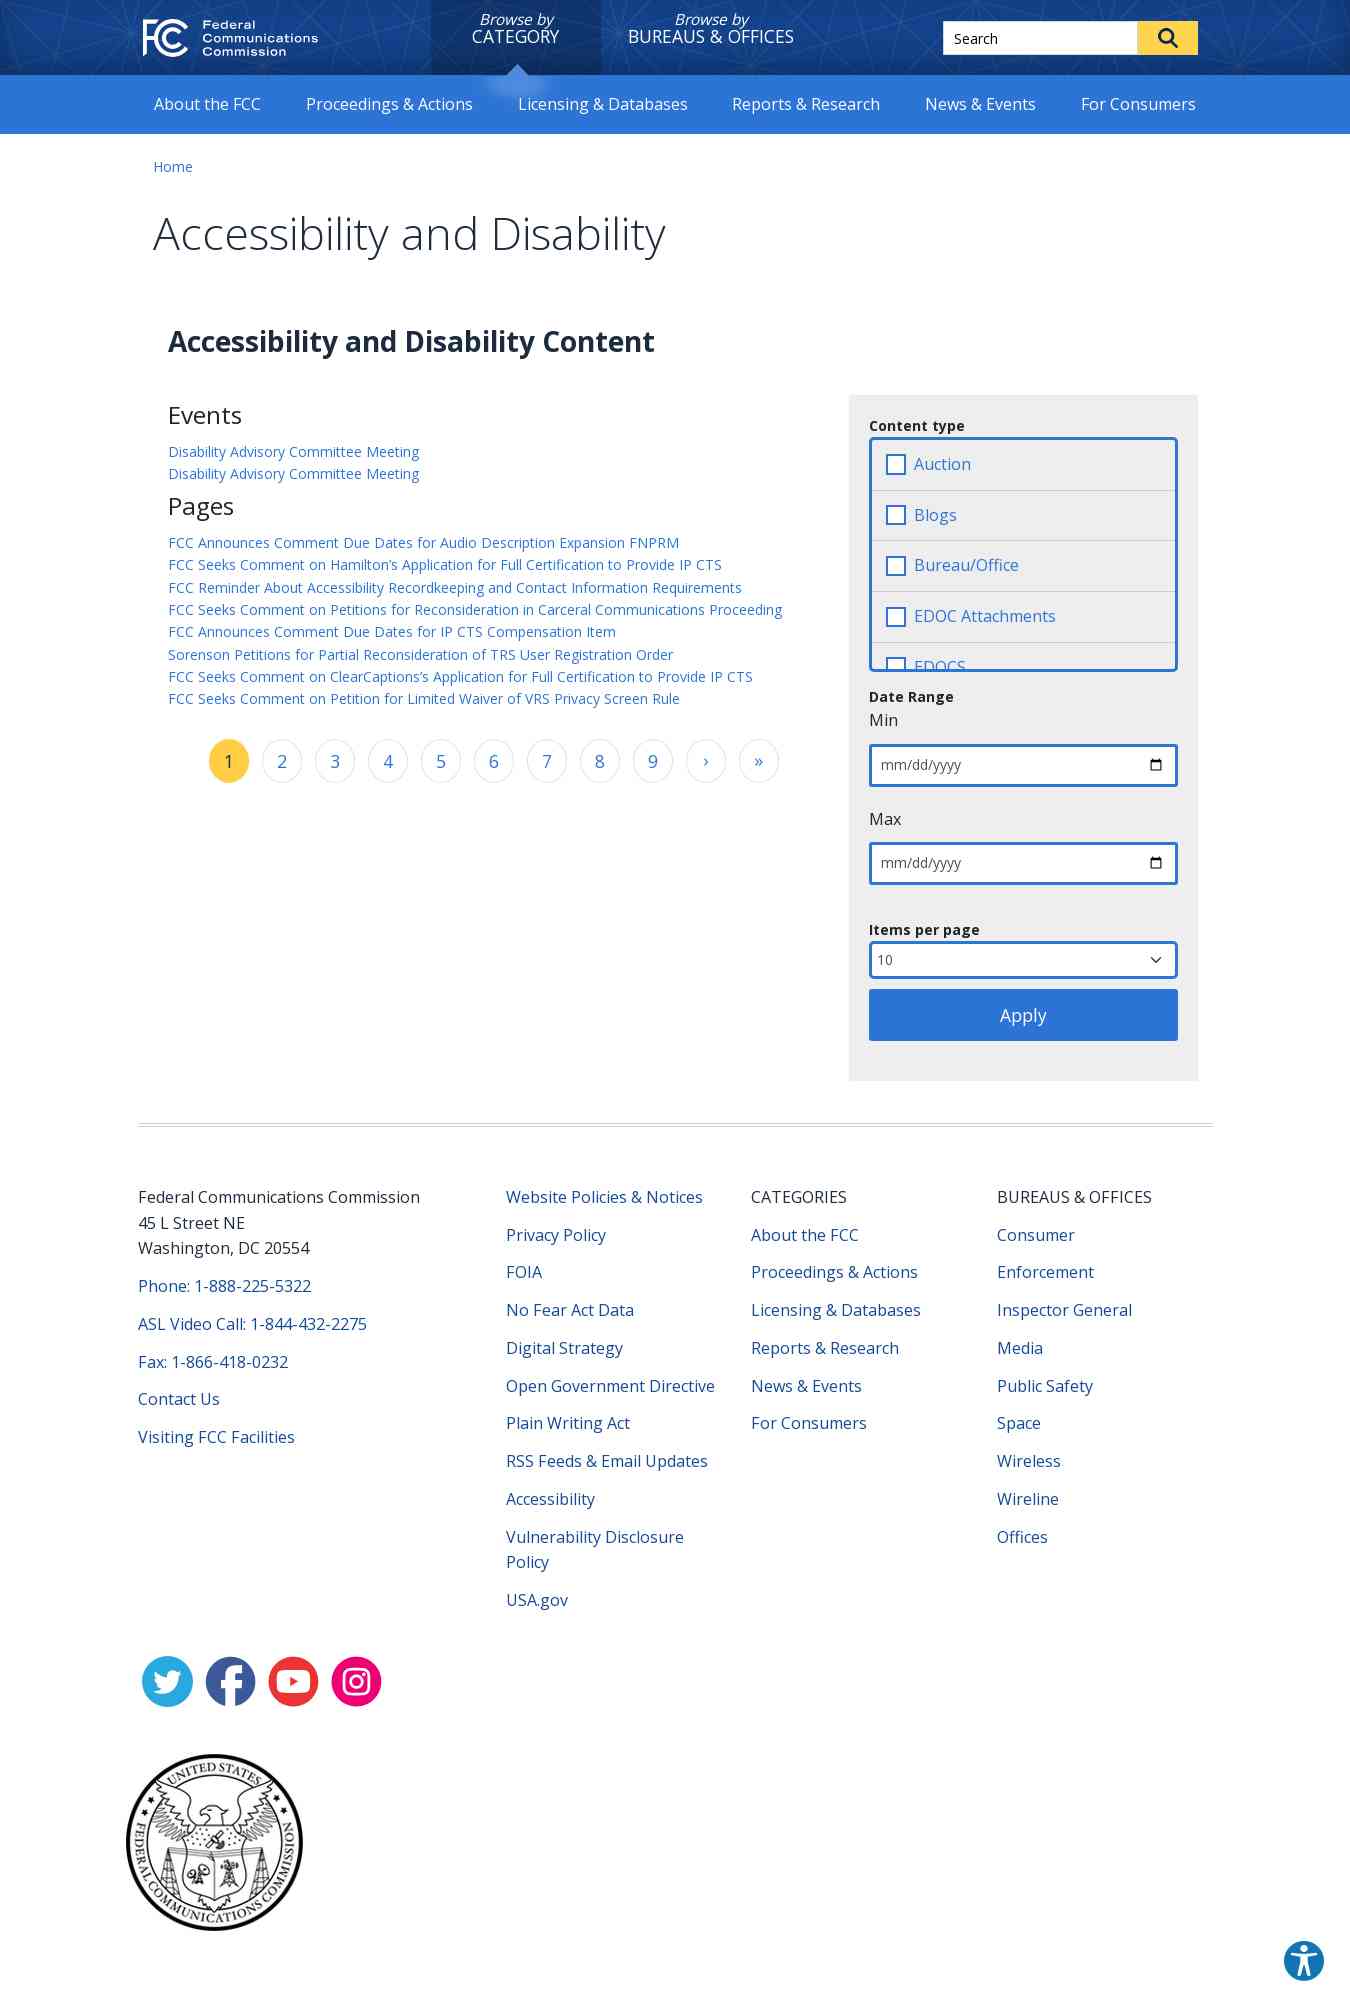 FCC Federal
Communications
Commission
Browse by
CATEGORY
Browse by
BUREAUS & OFFICES
Search
About the FCC
Proceedings & Actions
Licensing & Databases
Reports & Research
News & Events
For Consumers
Home
Accessibility and Disability
Accessibility and Disability Content
Events
Disability Advisory Committee Meeting
Disability Advisory Committee Meeting
Pages
FCC Announces Comment Due Dates for Audio Description Expansion FNPRM
FCC Seeks Comment on Hamilton’s Application for Full Certification to Provide IP CTS
FCC Reminder About Accessibility Recordkeeping and Contact Information Requirements
FCC Seeks Comment on Petitions for Reconsideration in Carceral Communications Proceeding
FCC Announces Comment Due Dates for IP CTS Compensation Item
Sorenson Petitions for Partial Reconsideration of TRS User Registration Order
FCC Seeks Comment on ClearCaptions’s Application for Full Certification to Provide IP CTS
FCC Seeks Comment on Petition for Limited Waiver of VRS Privacy Screen Rule
1 2 3 4 5 6 7 8 9 › »
Content type
Auction
Blogs
Bureau/Office
EDOC Attachments
EDOCS
Date Range
Min
mm/dd/yyyy
Max
mm/dd/yyyy
Items per page
10
Apply
Federal Communications Commission
45 L Street NE
Washington, DC 20554
Phone: 1-888-225-5322
ASL Video Call: 1-844-432-2275
Fax: 1-866-418-0232
Contact Us
Visiting FCC Facilities
Website Policies & Notices
Privacy Policy
FOIA
No Fear Act Data
Digital Strategy
Open Government Directive
Plain Writing Act
RSS Feeds & Email Updates
Accessibility
Vulnerability Disclosure
Policy
USA.gov
CATEGORIES
About the FCC
Proceedings & Actions
Licensing & Databases
Reports & Research
News & Events
For Consumers
BUREAUS & OFFICES
Consumer
Enforcement
Inspector General
Media
Public Safety
Space
Wireless
Wireline
Offices
UNITED STATES
FEDERAL COMMUNICATIONS COMMISSION